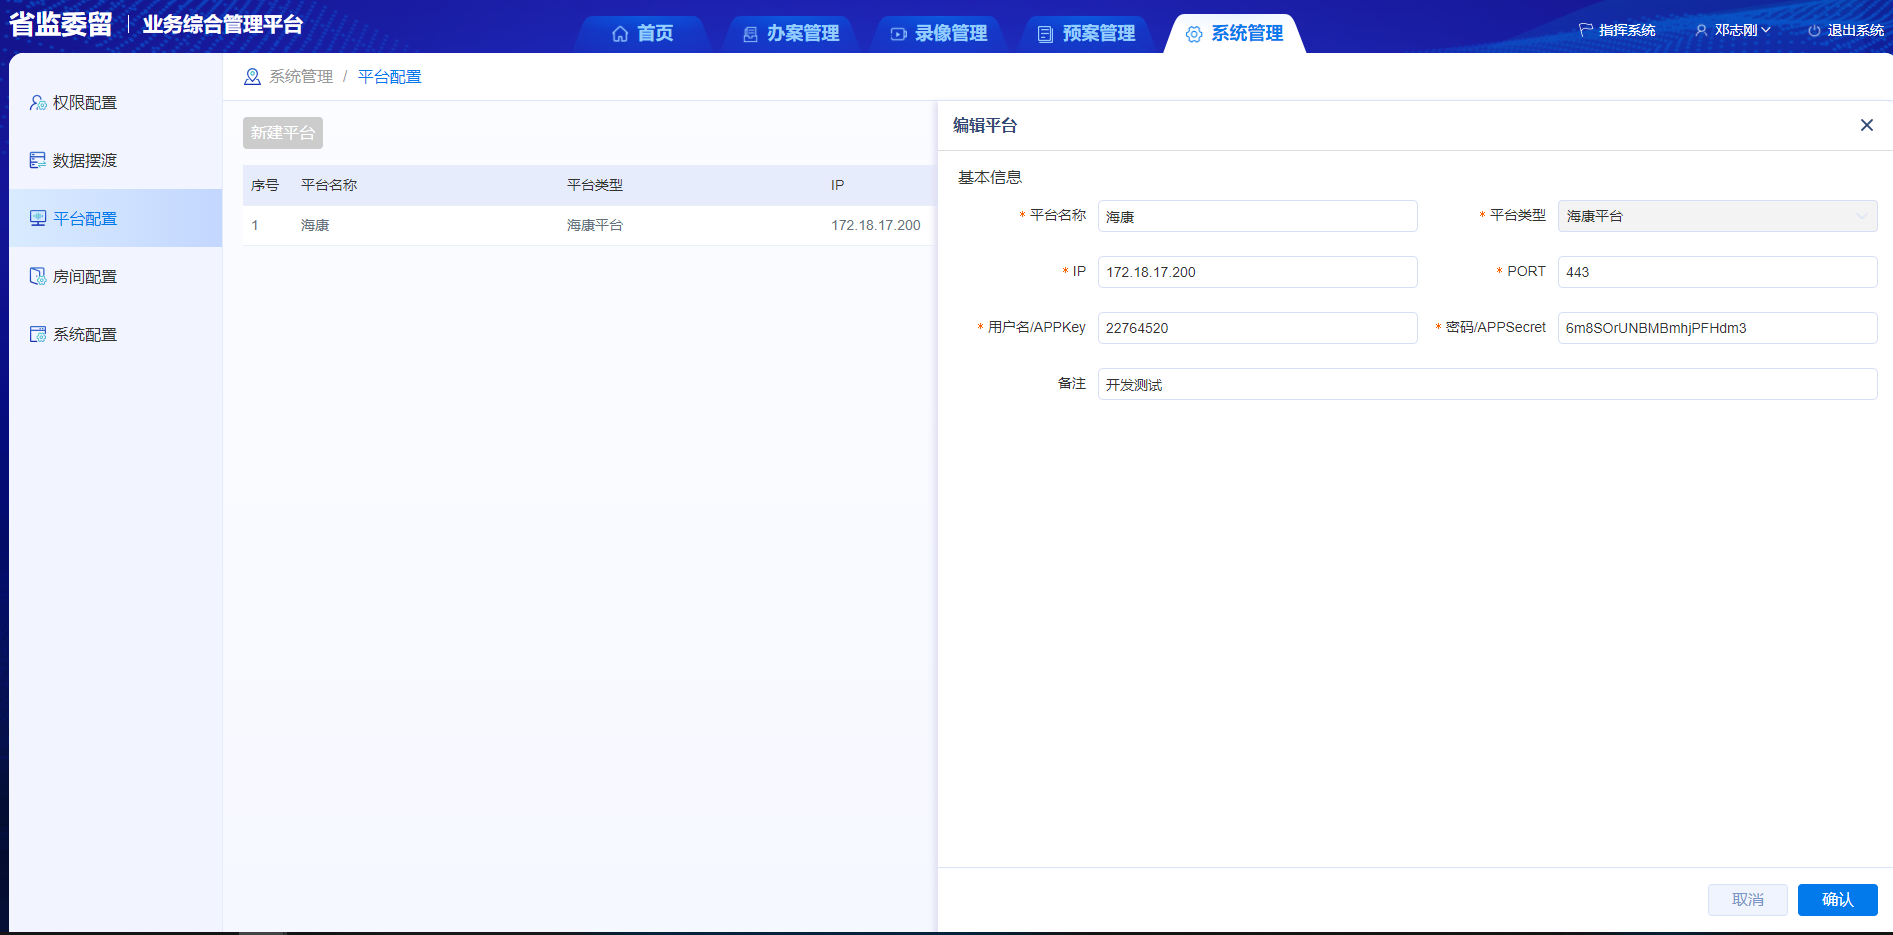 省监委留 业务综合管理平台
首页 办案管理 录像管理 预案管理 系统管理
指挥系统 邓志刚 退出系统
权限配置
数据摆渡
平台配置
房间配置
系统配置
系统管理 / 平台配置
新建平台
序号 平台名称 平台类型 IP
1 海康 海康平台 172.18.17.200
编辑平台
基本信息
* 平台名称 海康 * 平台类型 海康平台
* IP 172.18.17.200 * PORT 443
* 用户名/APPKey 22764520 * 密码/APPSecret 6m8SOrUNBMBmhjPFHdm3
备注 开发测试
取消 确认